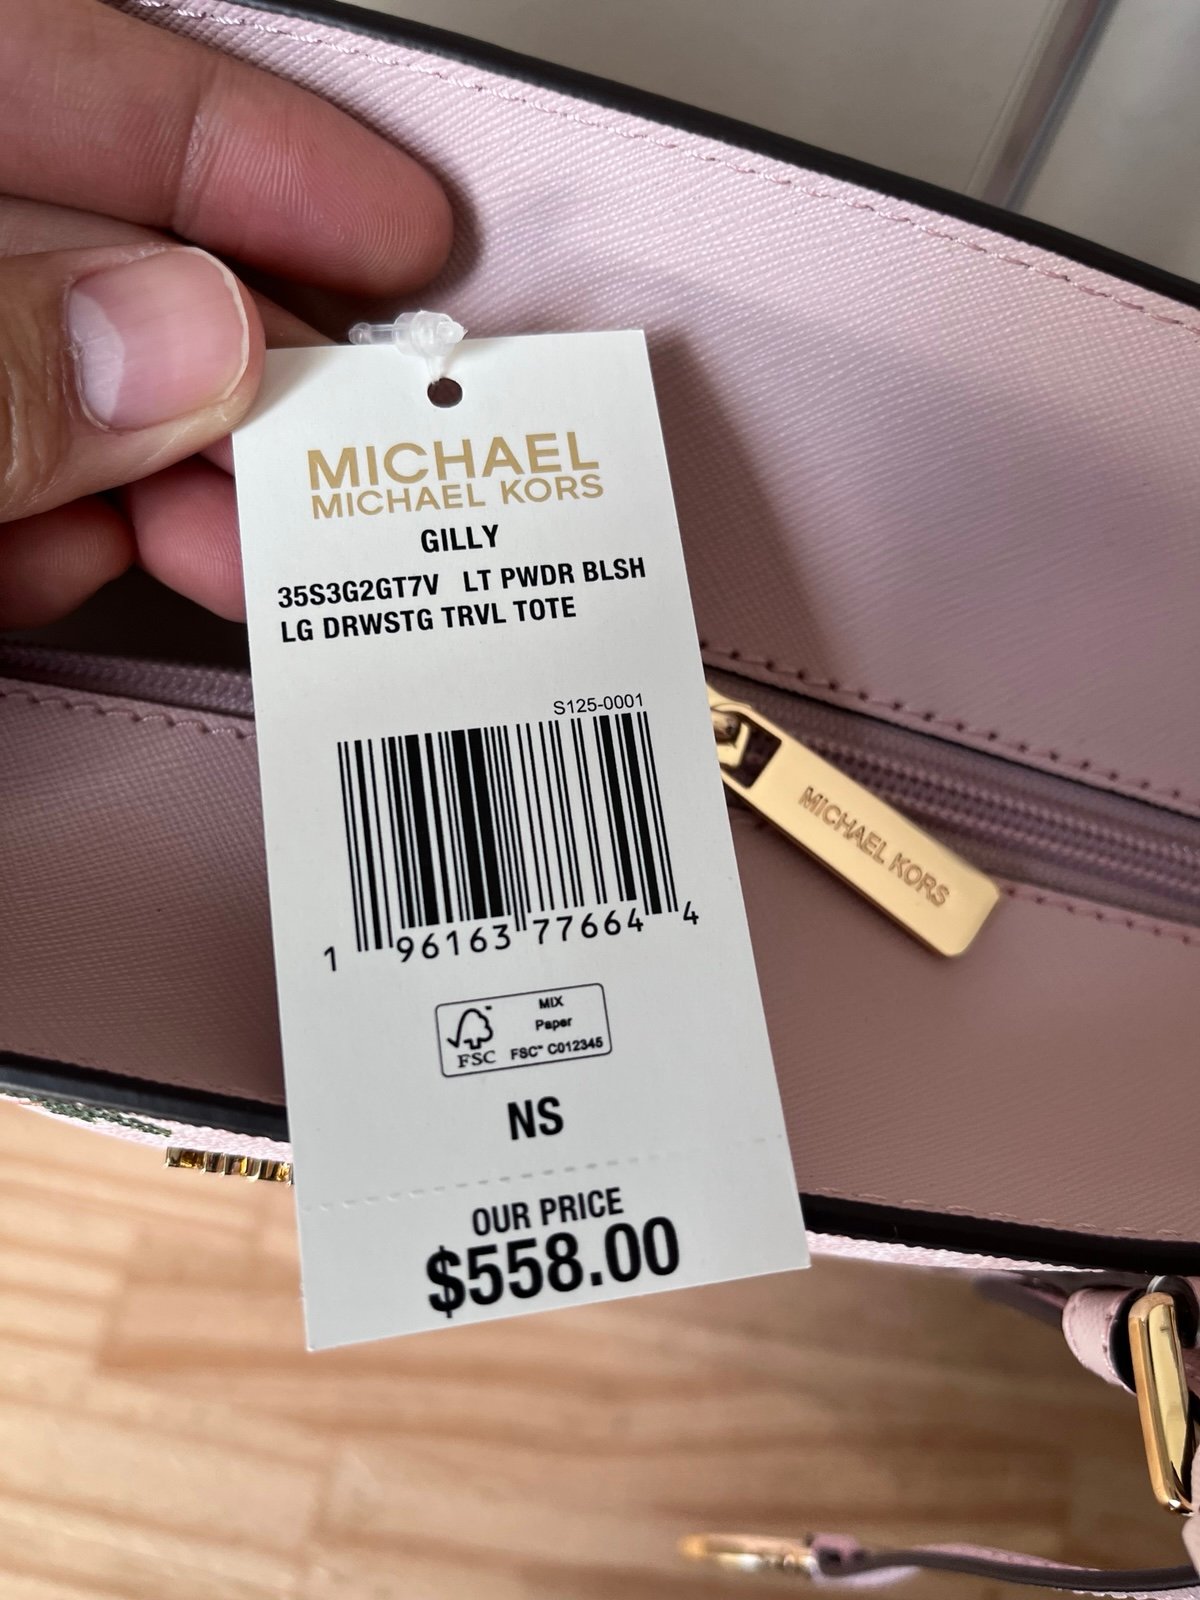 MICHAEL
MICHAEL KORS
GILLY
35S3G2GT7V LT PWDR BLSH
LG DRWSTG TRVL TOTE
S125-0001
1 96163 77664 4
FSC™
MIX
Paper
FSC™ C012345
NS
OUR PRICE
$558.00
MICHAEL KORS